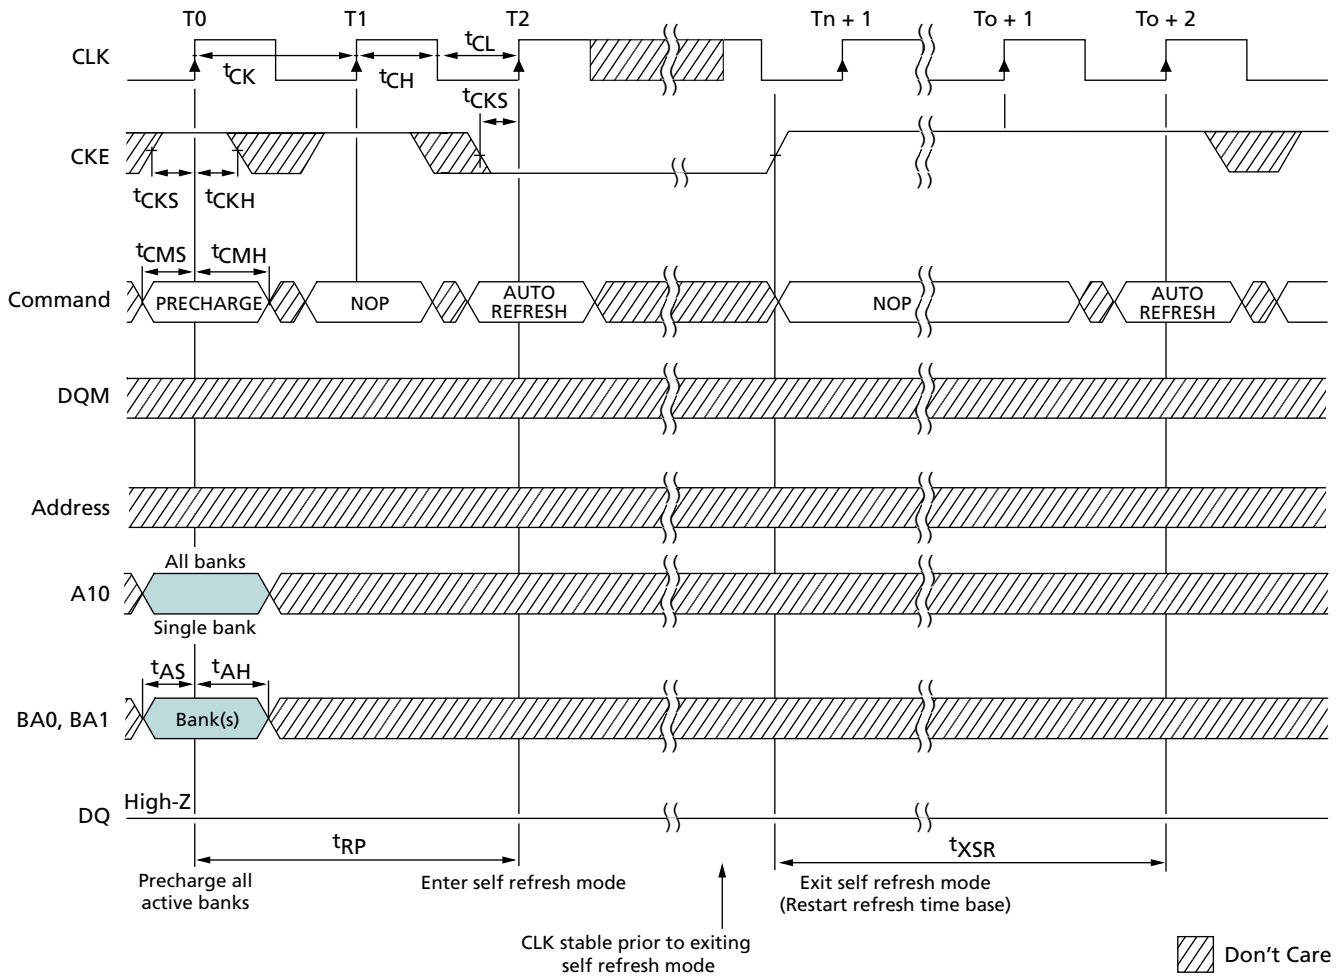 T0 T1 T2 Tn + 1 To + 1 To + 2
CLK
tCK tCH tCL
tCKS
CKE
tCKS tCKH
tCMS tCMH
Command
PRECHARGE NOP AUTO REFRESH NOP AUTO REFRESH
DQM
Address
All banks
A10
Single bank
tAS tAH
BA0, BA1 Bank(s)
High-Z
DQ
tRP tXSR
Precharge all
active banks
Enter self refresh mode
Exit self refresh mode
(Restart refresh time base)
CLK stable prior to exiting
self refresh mode
Don't Care